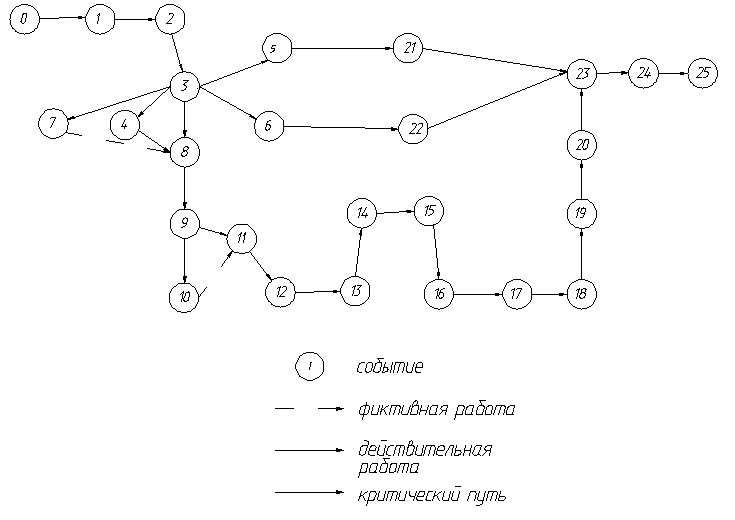 0 1 2
5 21
3 23 24 25
7 4 6 22
8 20
9 11 14 15 19
10 12 13 16 17 18
1 событие
фиктивная работа
действительная
работа
критический путь